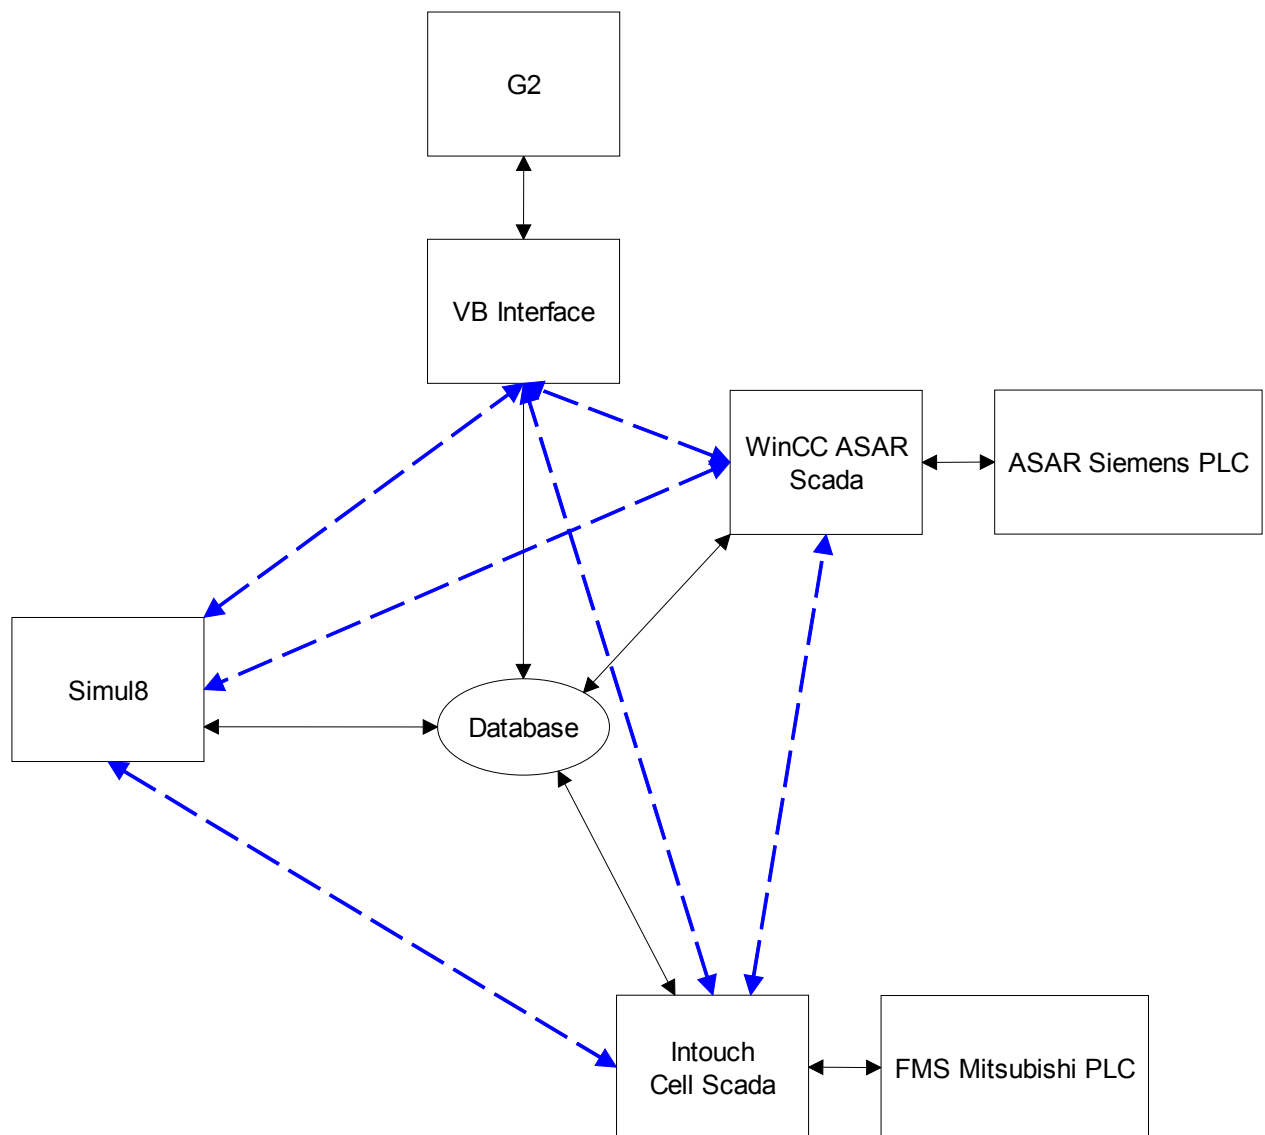 G2
VB Interface
WinCC ASAR
Scada
ASAR Siemens PLC
Simul8
Database
Intouch
Cell Scada
FMS Mitsubishi PLC